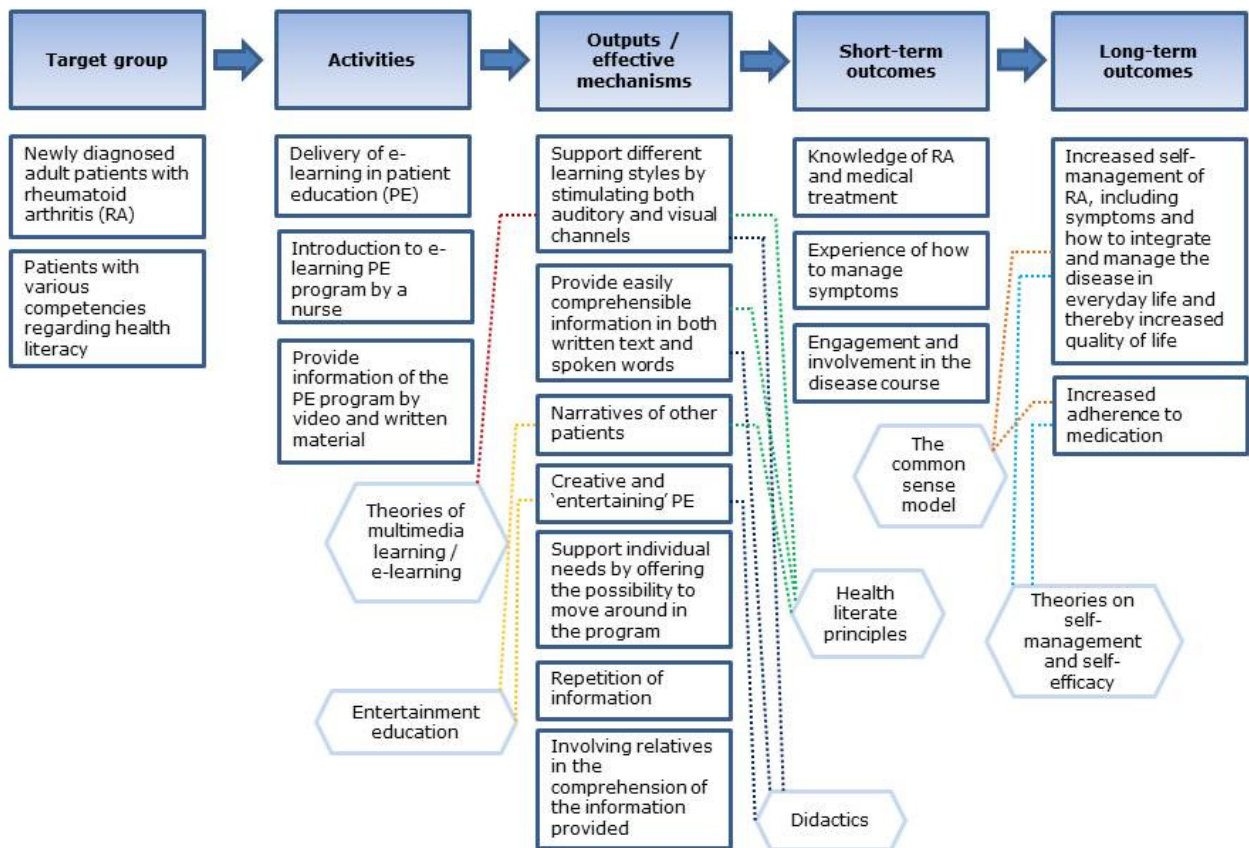 Target group
Activities
Outputs /
effective
mechanisms
Short-term
outcomes
Long-term
outcomes
Newly diagnosed
adult patients with
rheumatoid
arthritis (RA)
Patients with
various
competencies
regarding health
literacy
Delivery of e-
learning in patient
education (PE)
Introduction to e-
learning PE
program by a
nurse
Provide
information of the
PE program by
video and written
material
Theories of
multimedia
learning /
e-learning
Entertainment
education
Support different
learning styles by
stimulating both
auditory and visual
channels
Provide easily
comprehensible
information in both
written text and
spoken words
Narratives of other
patients
Creative and
‘entertaining’ PE
Support individual
needs by offering
the possibility to
move around in
the program
Repetition of
information
Involving relatives
in the
comprehension of
the information
provided
Knowledge of RA
and medical
treatment
Experience of how
to manage
symptoms
Engagement and
involvement in the
disease course
The
common
sense
model
Health
literate
principles
Didactics
Increased self-
management of
RA, including
symptoms and
how to integrate
and manage the
disease in
everyday life and
thereby increased
quality of life
Increased
adherence to
medication
Theories on
self-
management
and self-
efficacy